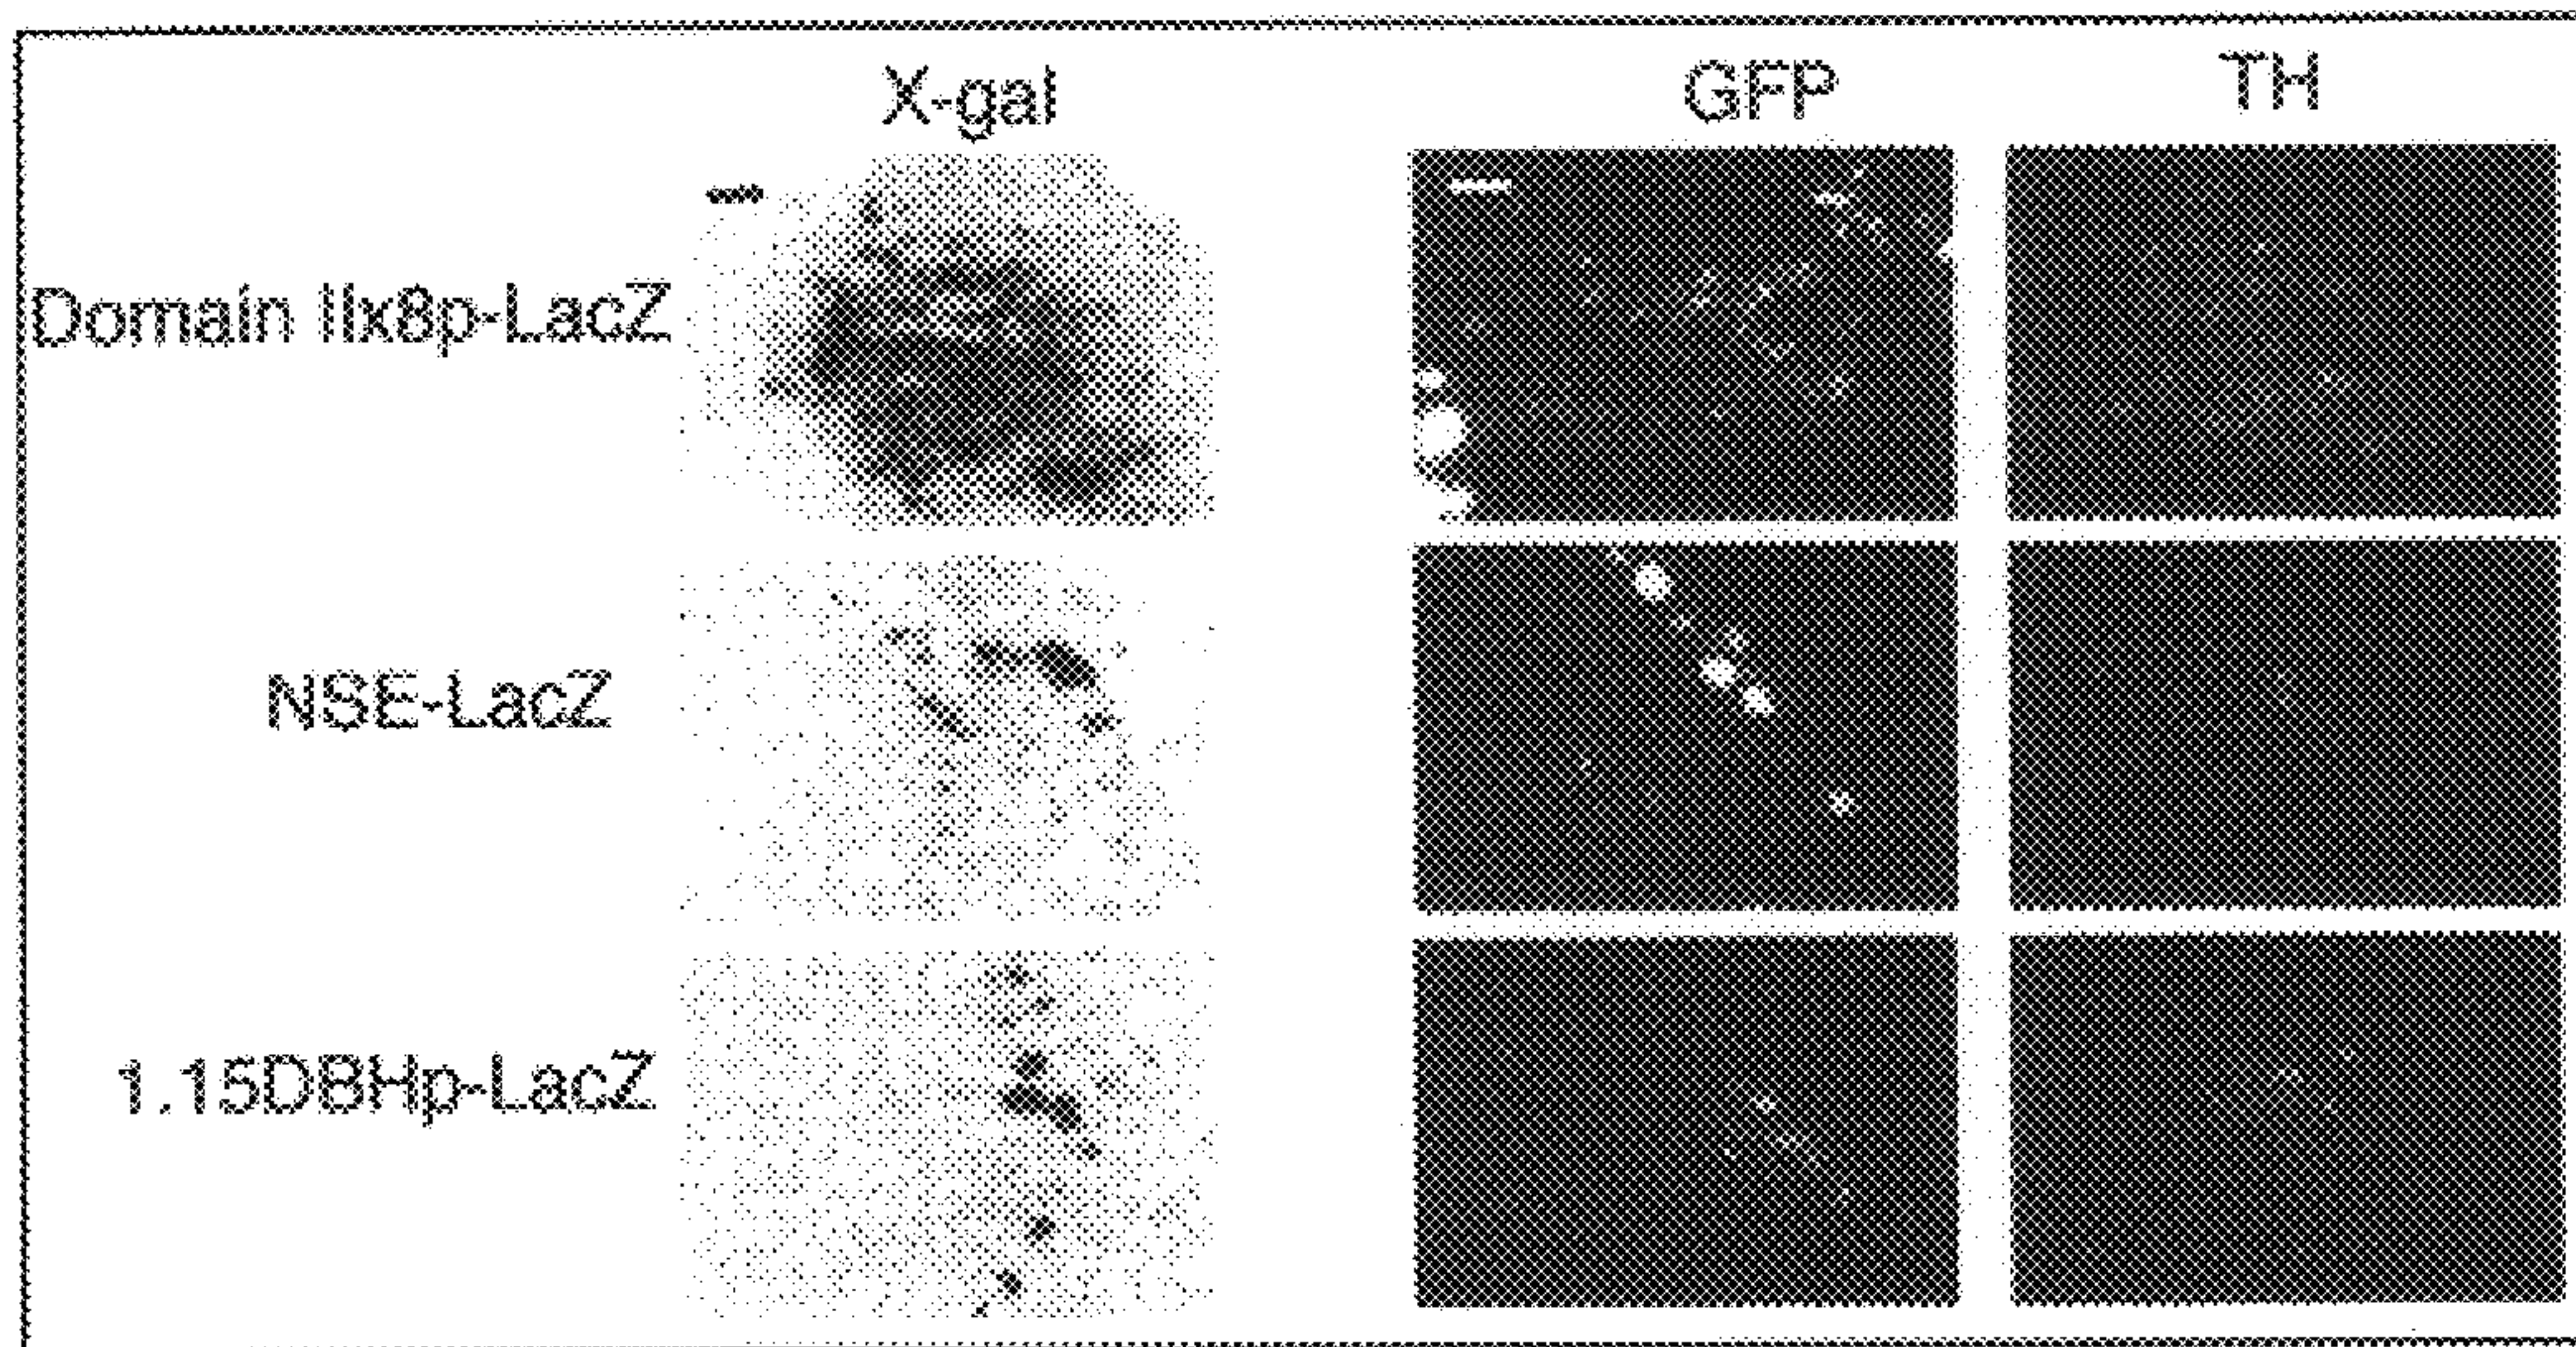 X-gal GFP TH
Domain IIx8p-LacZ
NSE-LacZ
1.15DBHp-LacZ